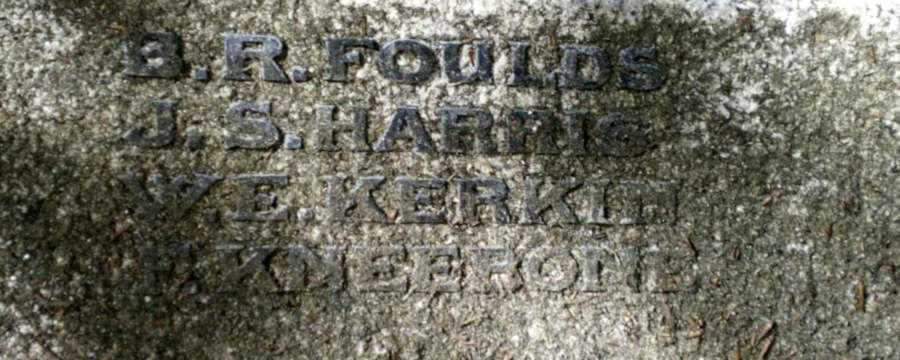 B.R.FOULDS
J.S.HARRIS
W.E.KERKIN
F.KNEEBONE